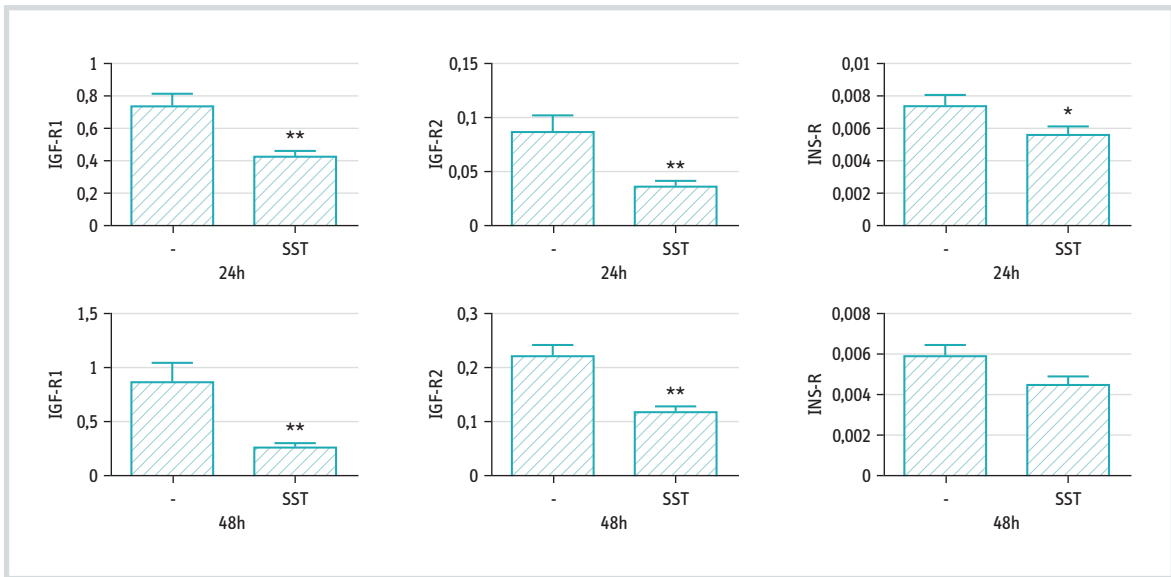 IGF-R1
1
0,8
0,6
0,4
0,2
0
**
- SST
24h
IGF-R2
0,15
0,1
0,05
0
**
- SST
24h
INS-R
0,01
0,008
0,006
0,004
0,002
0
*
- SST
24h
IGF-R1
1,5
1
0,5
0
**
- SST
48h
IGF-R2
0,3
0,2
0,1
0
**
- SST
48h
INS-R
0,008
0,006
0,004
0,002
0
- SST
48h